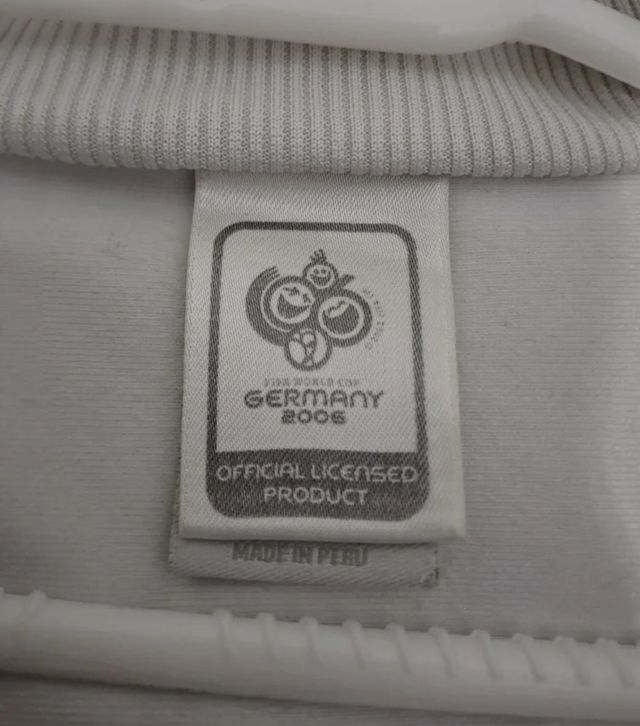 FIFA WORLD CUP
GERMANY
2006
OFFICIAL LICENSED
PRODUCT
MADE IN PERU